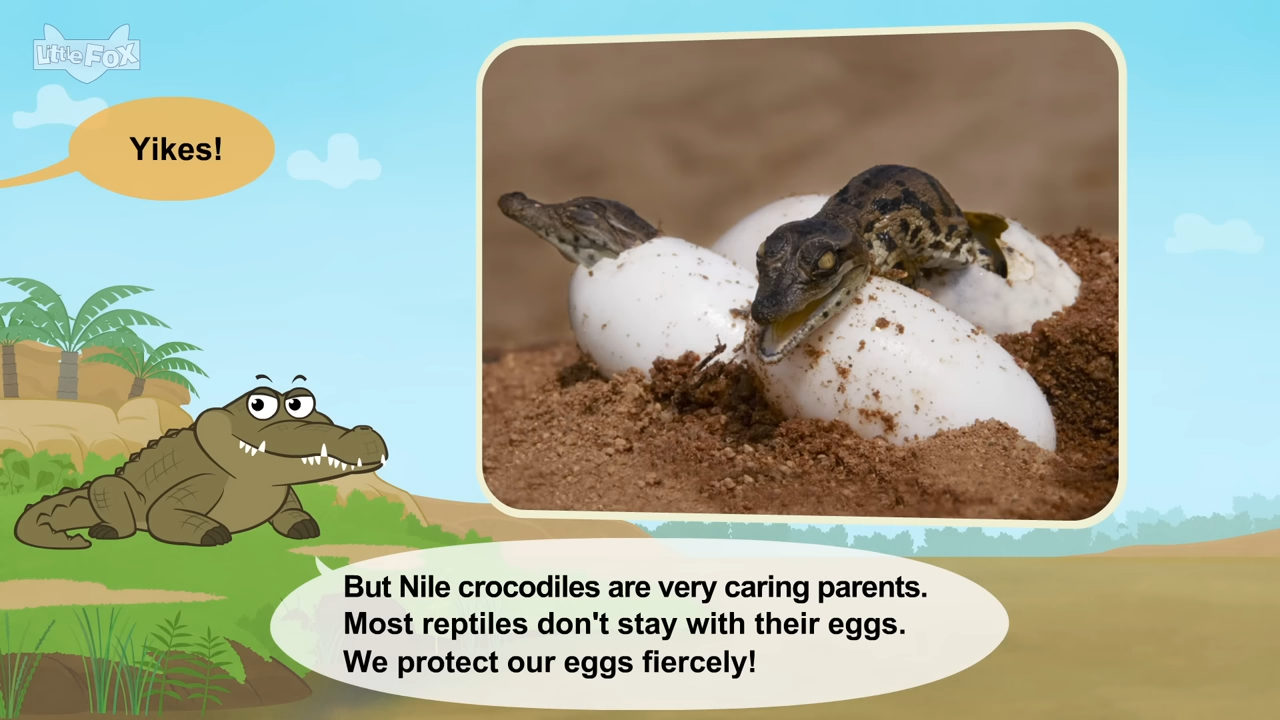 Little Fox
Yikes!
But Nile crocodiles are very caring parents.
Most reptiles don't stay with their eggs.
We protect our eggs fiercely!